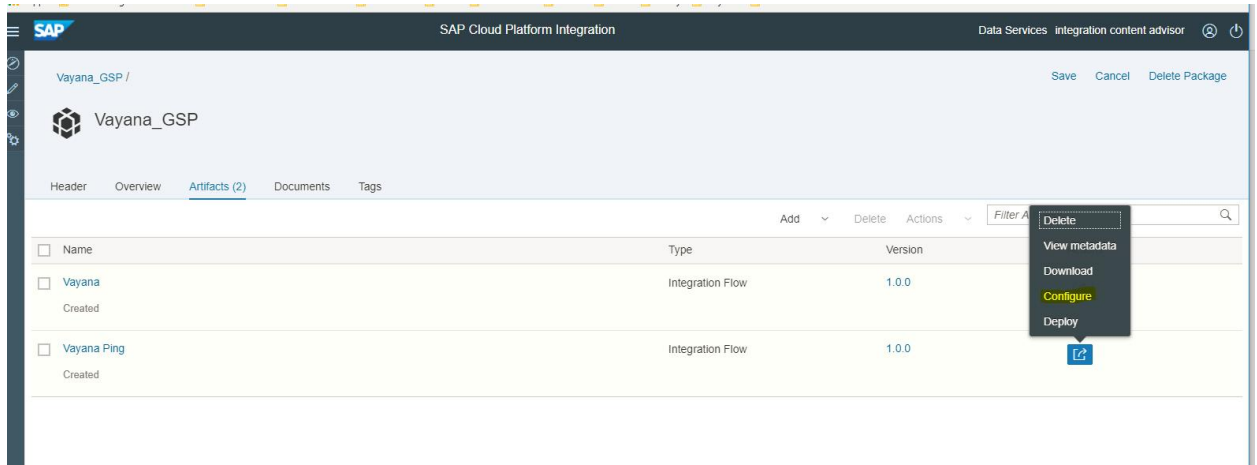 SAP
SAP Cloud Platform Integration
Data Services integration content advisor
Vayana_GSP /
Save Cancel Delete Package
Vayana_GSP
Header Overview Artifacts (2) Documents Tags
Add Delete Actions Filter A
Name Type Version
Vayana Integration Flow 1.0.0
Created
Vayana Ping Integration Flow 1.0.0
Created
Delete
View metadata
Download
Configure
Deploy